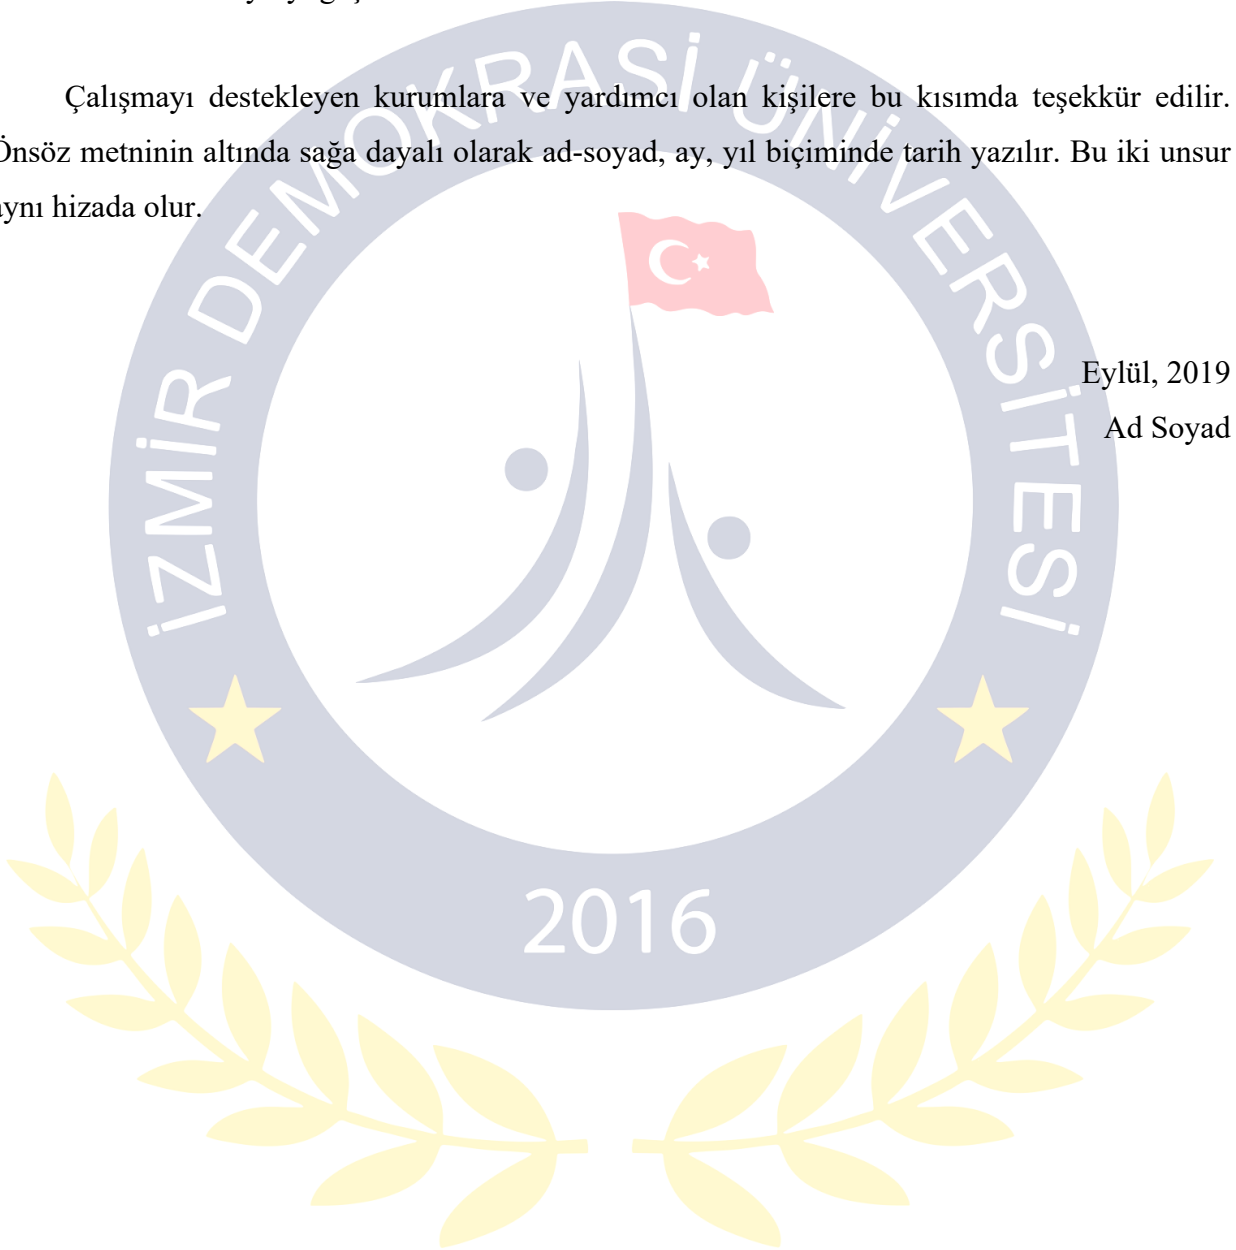 Çalışmayı destekleyen kurumlara ve yardımcı olan kişilere bu kısımda teşekkür edilir.
Önsöz metninin altında sağa dayalı olarak ad-soyad, ay, yıl biçiminde tarih yazılır. Bu iki unsur
aynı hizada olur.
Eylül, 2019
Ad Soyad
İZMİR DEMOKRASİ ÜNİVERSİTESİ
2016